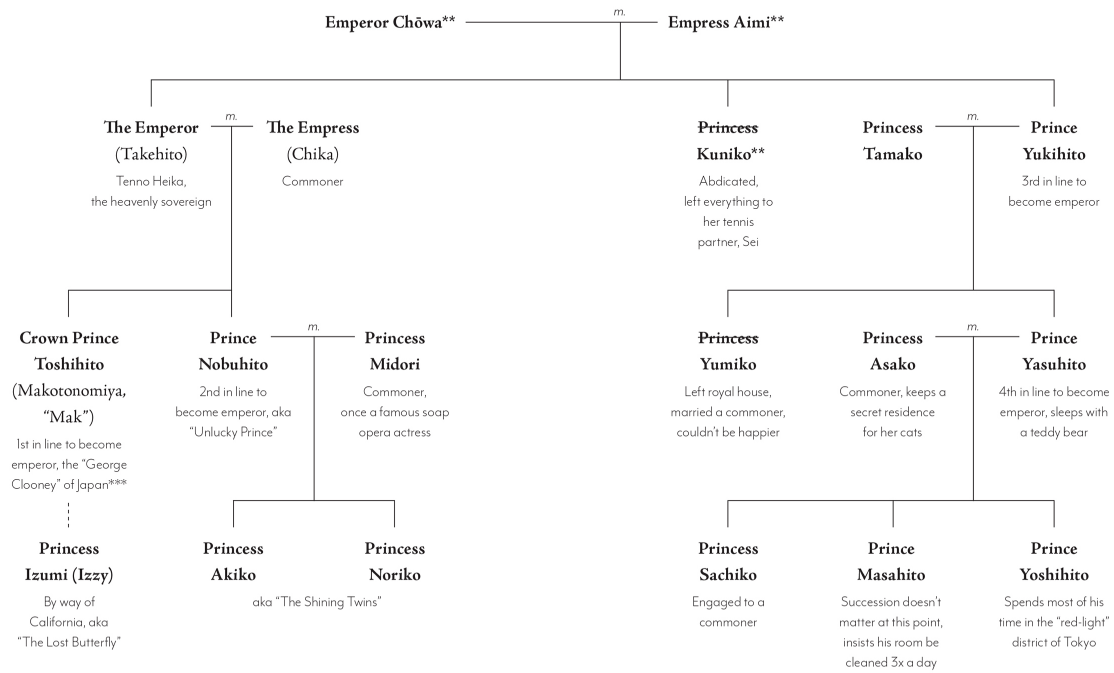 m.
Emperor Chōwa** Empress Aimi**
m. m.
The Emperor The Empress Princess Princess Prince
(Takehito) (Chika) Kuniko** Tamako Yukihito
Tenno Heika,
the heavenly sovereign
Commoner
Abdicated,
left everything to
her tennis
partner, Sei
3rd in line to
become emperor
m. m.
Crown Prince
Toshihito
(Makotonomiya,
“Mak”)
1st in line to become
emperor, the “George
Clooney” of Japan***
Prince
Nobuhito
2nd in line to
become emperor, aka
“Unlucky Prince”
Princess
Midori
Commoner,
once a famous soap
opera actress
Princess
Yumiko
Left royal house,
married a commoner,
couldn’t be happier
Princess
Asako
Commoner, keeps a
secret residence
for her cats
Prince
Yasuhito
4th in line to become
emperor, sleeps with
a teddy bear
Princess
Izumi (Izzy)
By way of
California, aka
“The Lost Butterfly”
Princess
Akiko
Princess
Noriko
aka “The Shining Twins”
Princess
Sachiko
Engaged to a
commoner
Prince
Masahito
Succession doesn’t
matter at this point,
insists his room be
cleaned 3x a day
Prince
Yoshihito
Spends most of his
time in the “red-light”
district of Tokyo